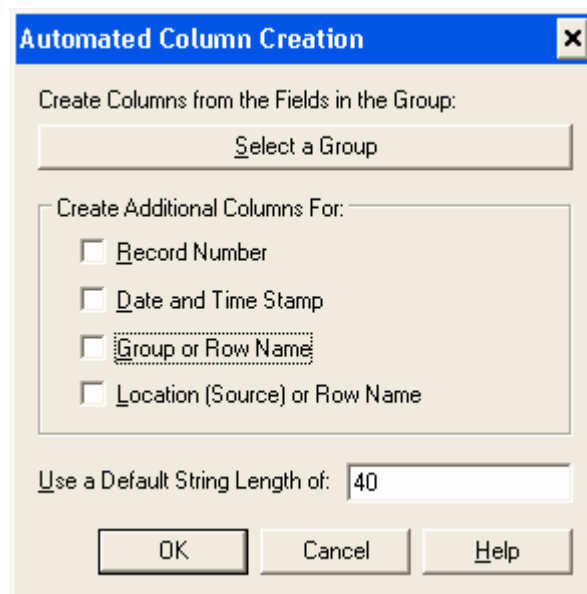 Automated Column Creation
Create Columns from the Fields in the Group:
Select a Group
Create Additional Columns For:
Record Number
Date and Time Stamp
Group or Row Name
Location (Source) or Row Name
Use a Default String Length of: 40
OK Cancel Help